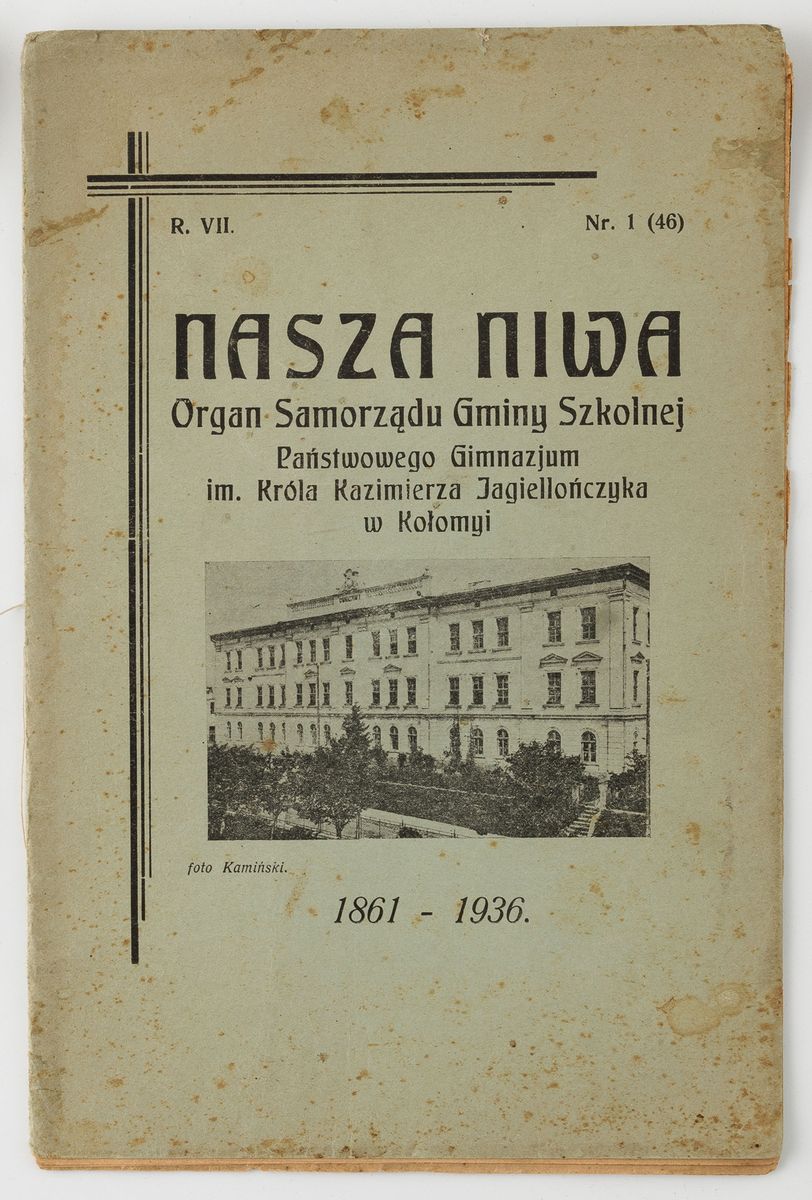 R. VII.
Nr. 1 (46)
NASZA NIWA
Organ Samorządu Gminy Szkolnej
Państwowego Gimnazjum
im. Króla Kazimierza Jagiellończyka
w Kołomyi
foto Kamiński.
1861 - 1936.